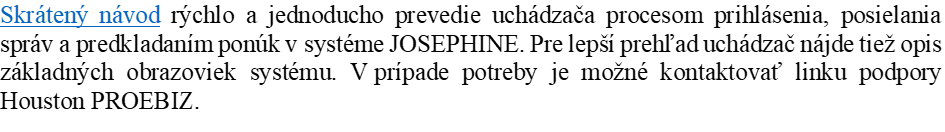 Skrátený návod rýchlo a jednoducho prevedie uchádzača procesom prihlásenia, posielania
správ a predkladaním ponúk v systéme JOSEPHINE. Pre lepší prehľad uchádzač nájde tiež opis
základných obrazoviek systému. V prípade potreby je možné kontaktovať linku podpory
Houston PROEBIZ.